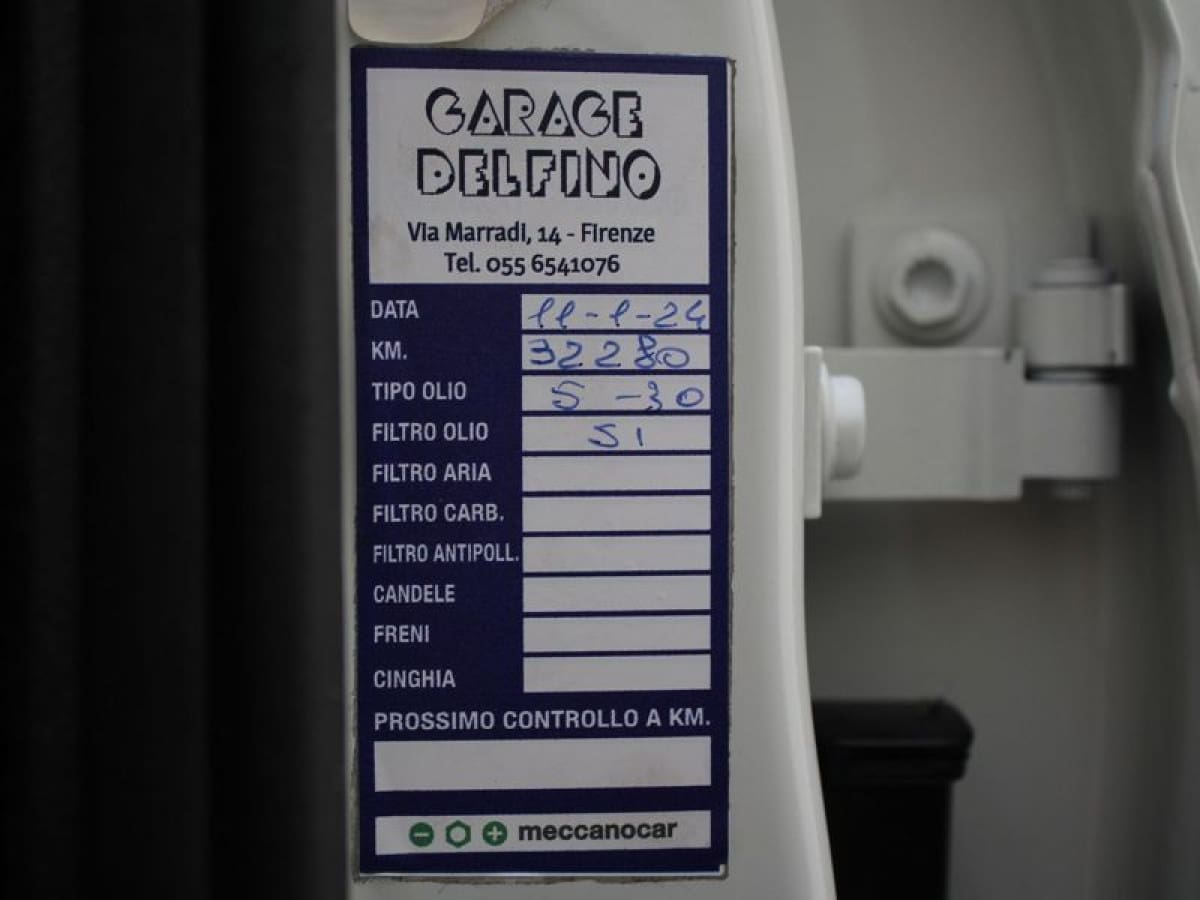 GARAGE
DELFINO
Via Marradi, 14 - Firenze
Tel. 055 6541076
DATA 11-1-24
KM. 32280
TIPO OLIO 5-30
FILTRO OLIO SI
FILTRO ARIA
FILTRO CARB.
FILTRO ANTIPOLL.
CANDELE
FRENI
CINGHIA
PROSSIMO CONTROLLO A KM.
meccanocar